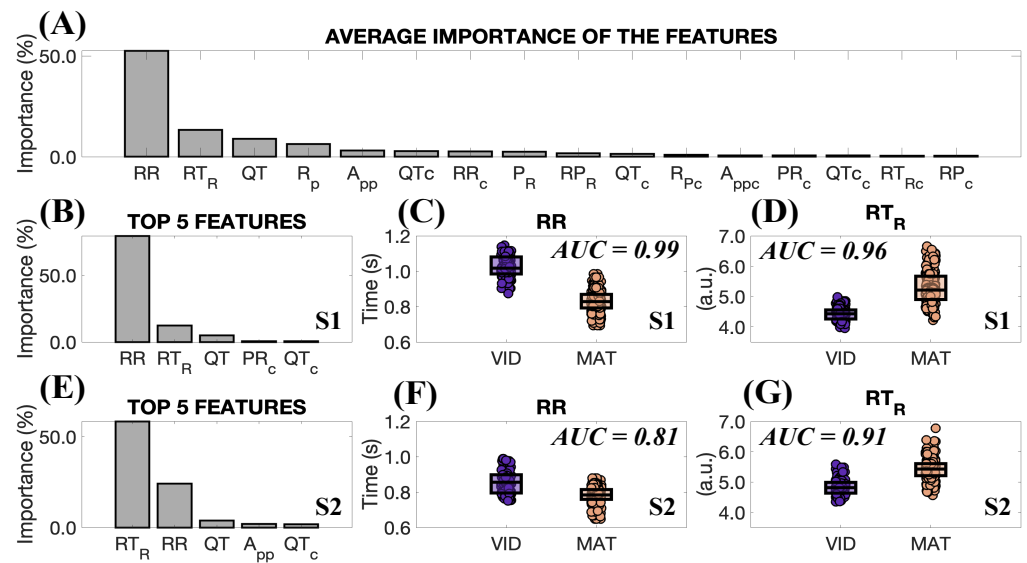 (A)
AVERAGE IMPORTANCE OF THE FEATURES
Importance (%)
50.0
0.0
RR RT_R QT R_p A_pp QTc RR_c P_R RP_R QT_c R_Pc A_ppc PR_c QTc_c RT_Rc RP_c
(B)
TOP 5 FEATURES
Importance (%)
50.0
0.0
S1
RR RT_R QT PR_c QT_c
(C)
RR
Time (s)
1.2
1.0
0.8
0.6
AUC = 0.99
S1
VID MAT
(D)
RT_R
(a.u.)
7.0
6.0
5.0
4.0
AUC = 0.96
S1
VID MAT
(E)
TOP 5 FEATURES
Importance (%)
50.0
0.0
S2
RT_R RR QT A_pp QT_c
(F)
RR
Time (s)
1.2
1.0
0.8
0.6
AUC = 0.81
S2
VID MAT
(G)
RT_R
(a.u.)
7.0
6.0
5.0
4.0
AUC = 0.91
S2
VID MAT